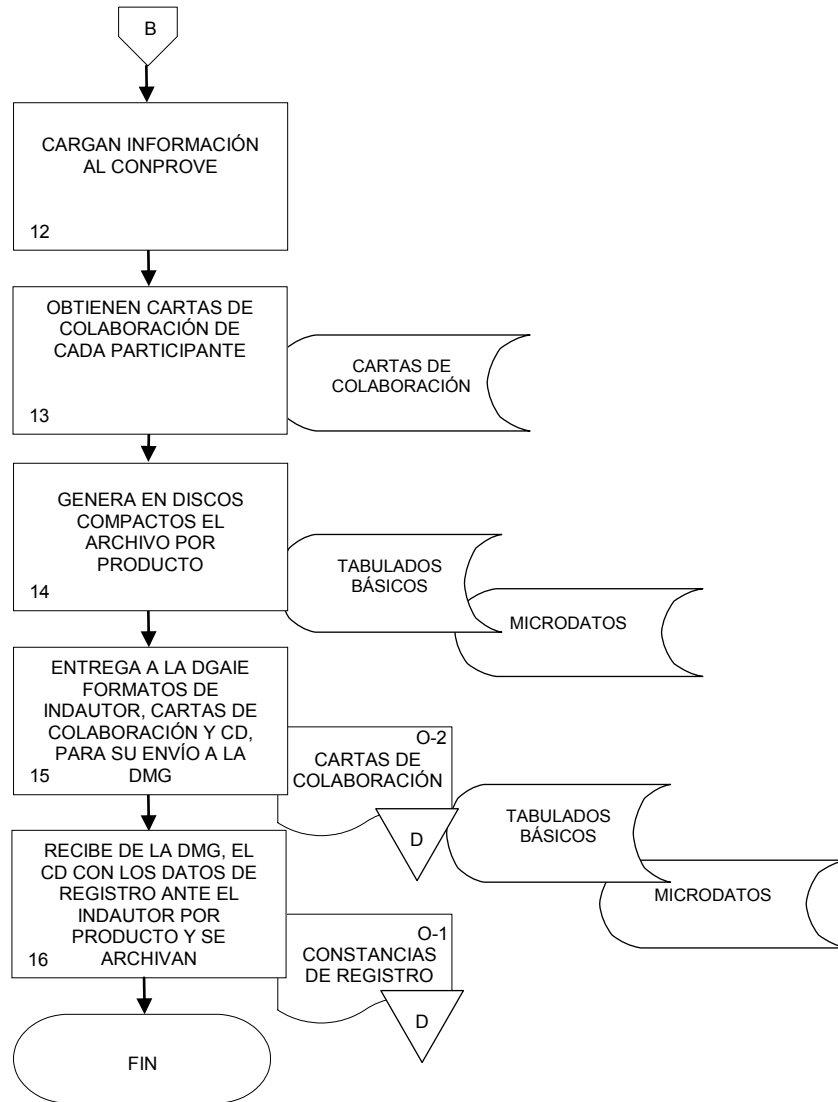 B
CARGAN INFORMACIÓN
AL CONPROVE
12
OBTIENEN CARTAS DE
COLABORACIÓN DE
CADA PARTICIPANTE
13
CARTAS DE
COLABORACIÓN
GENERA EN DISCOS
COMPACTOS EL
ARCHIVO POR
PRODUCTO
14
TABULADOS
BÁSICOS
MICRODATOS
ENTREGA A LA DGAIE
FORMATOS DE
INDAUTOR, CARTAS DE
COLABORACIÓN Y CD,
PARA SU ENVÍO A LA
DMG
15
O-2
CARTAS DE
COLABORACIÓN
D
TABULADOS
BÁSICOS
MICRODATOS
RECIBE DE LA DMG, EL
CD CON LOS DATOS DE
REGISTRO ANTE EL
INDAUTOR POR
PRODUCTO Y SE
ARCHIVAN
16
O-1
CONSTANCIAS
DE REGISTRO
D
FIN